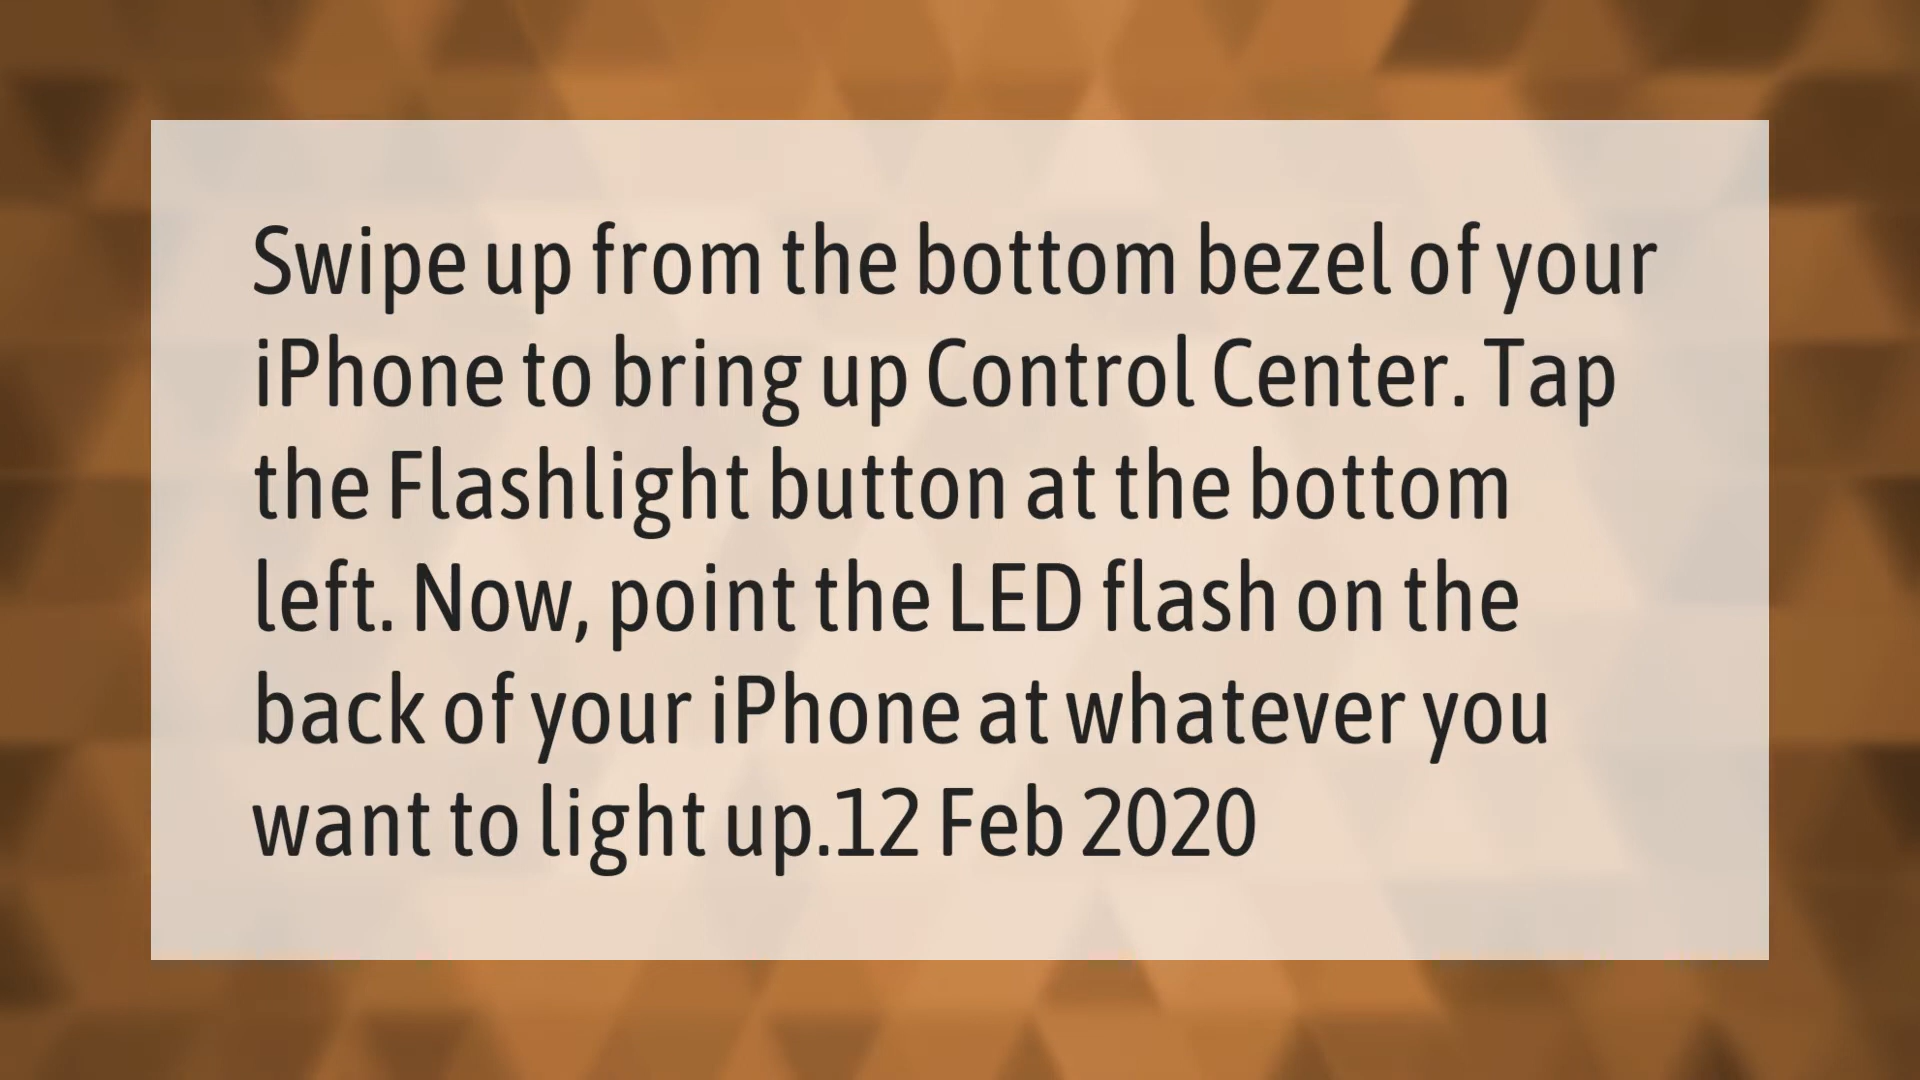 Swipe up from the bottom bezel of your
iPhone to bring up Control Center. Tap
the Flashlight button at the bottom
left. Now, point the LED flash on the
back of your iPhone at whatever you
want to light up.12 Feb 2020